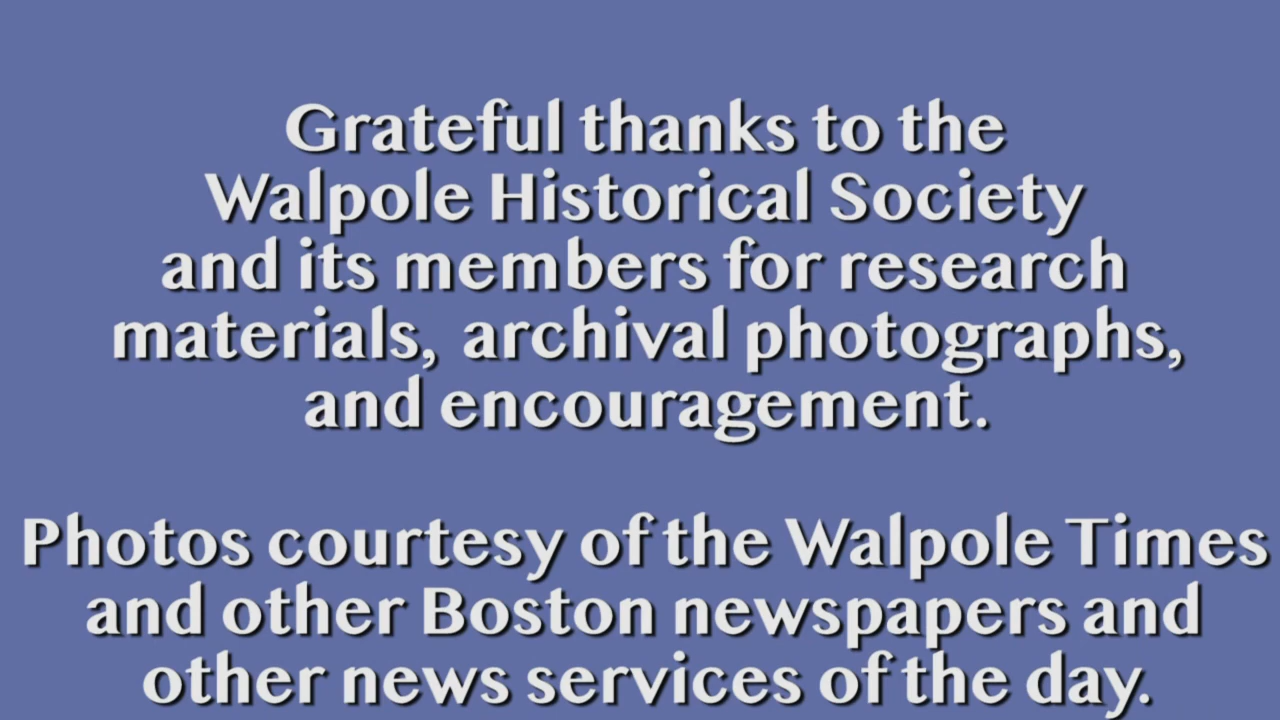 Grateful thanks to the
Walpole Historical Society
and its members for research
materials, archival photographs,
and encouragement.
Photos courtesy of the Walpole Times
and other Boston newspapers and
other news services of the day.